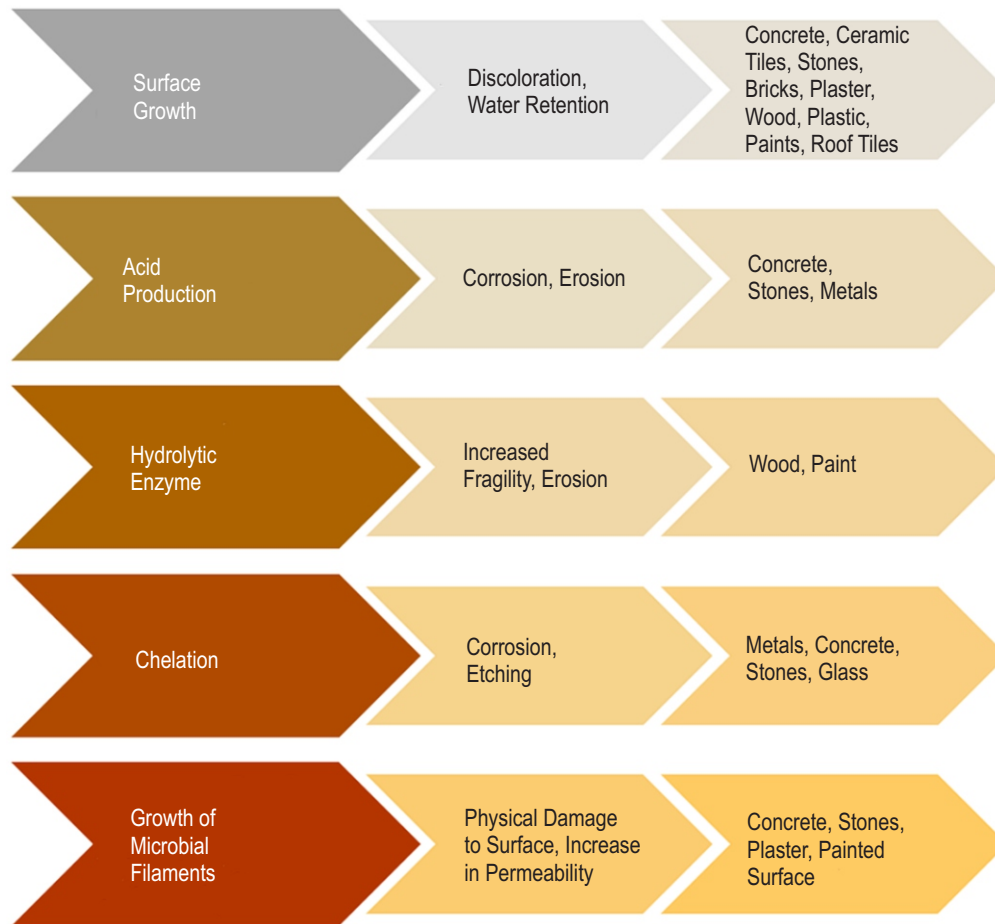 Surface
Growth
Discoloration,
Water Retention
Concrete, Ceramic
Tiles, Stones,
Bricks, Plaster,
Wood, Plastic,
Paints, Roof Tiles
Acid
Production
Corrosion, Erosion
Concrete,
Stones, Metals
Hydrolytic
Enzyme
Increased
Fragility, Erosion
Wood, Paint
Chelation
Corrosion,
Etching
Metals, Concrete,
Stones, Glass
Growth of
Microbial
Filaments
Physical Damage
to Surface, Increase
in Permeability
Concrete, Stones,
Plaster, Painted
Surface